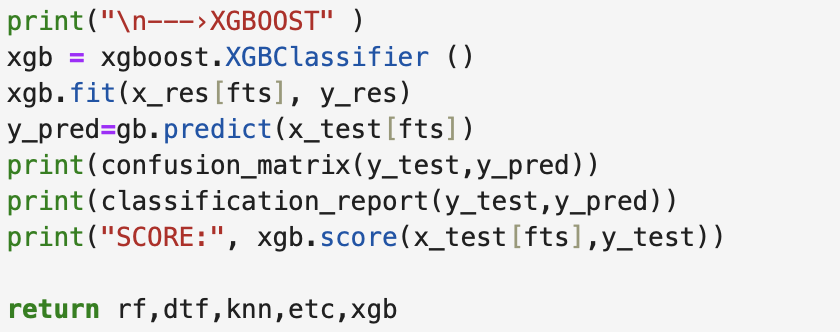 print("\n---›XGBOOST" )
xgb = xgboost.XGBClassifier ()
xgb.fit(x_res[fts], y_res)
y_pred=gb.predict(x_test[fts])
print(confusion_matrix(y_test,y_pred))
print(classification_report(y_test,y_pred))
print("SCORE:", xgb.score(x_test[fts],y_test))
return rf,dtf,knn,etc,xgb